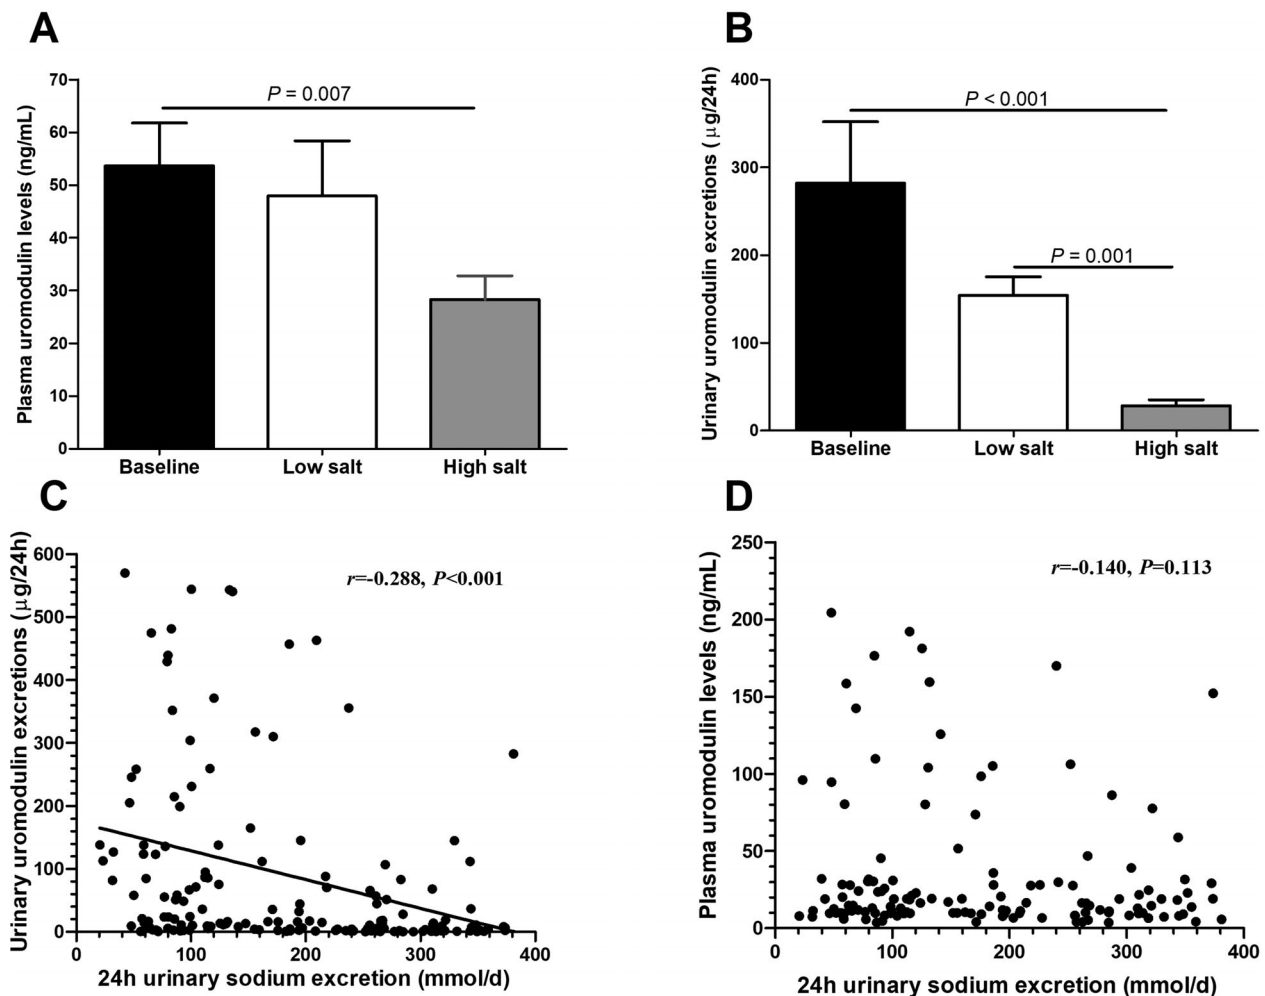 A
Plasma uromodulin levels (ng/mL)
70
60
50
40
30
20
10
0
P = 0.007
Baseline
Low salt
High salt
B
Urinary uromodulin excretions ( μg/24h)
400
300
200
100
0
P < 0.001
P = 0.001
Baseline
Low salt
High salt
C
Urinary uromodulin excretions (μg/24h)
600
500
400
300
200
100
0
r=-0.288, P<0.001
0
100
200
300
400
24h urinary sodium excretion (mmol/d)
D
Plasma uromodulin levels (ng/mL)
250
200
150
100
50
0
r=-0.140, P=0.113
0
100
200
300
400
24h urinary sodium excretion (mmol/d)